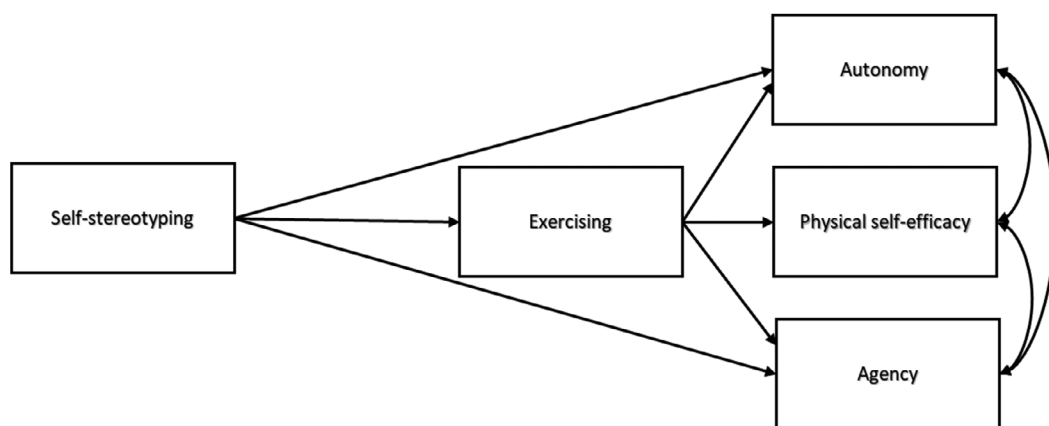 Autonomy
Self-stereotyping
Exercising
Physical self-efficacy
Agency